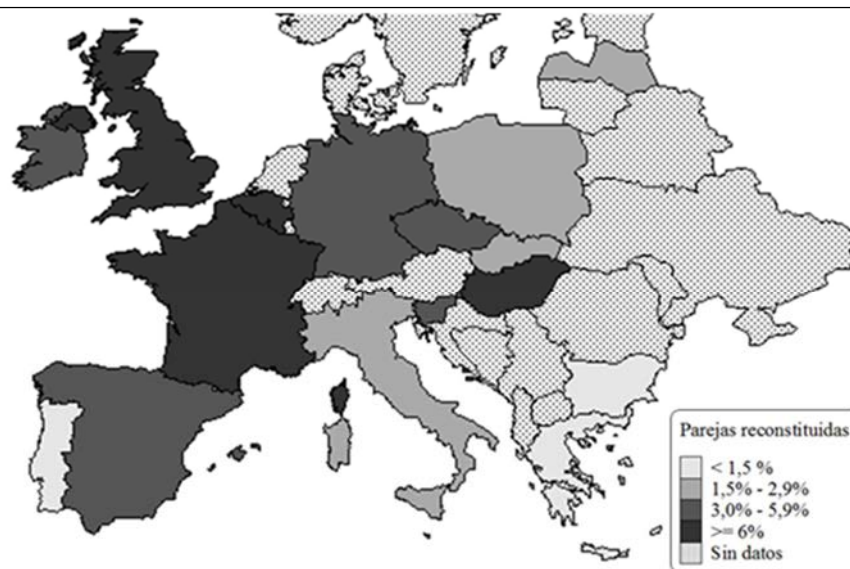 Parejas reconstituidas
< 1,5 %
1,5% - 2,9%
3,0% - 5,9%
>= 6%
Sin datos